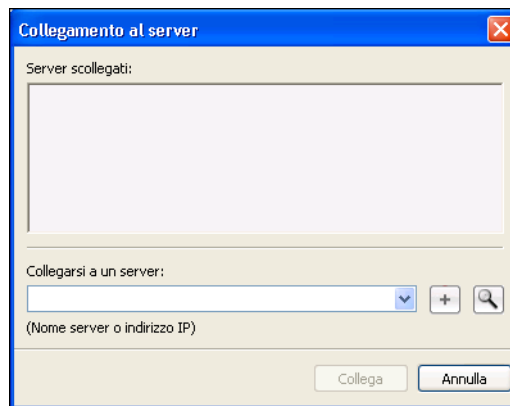 Collegamento al server
Server scollegati:
Collegarsi a un server:
(Nome server o indirizzo IP)
Collega
Annulla